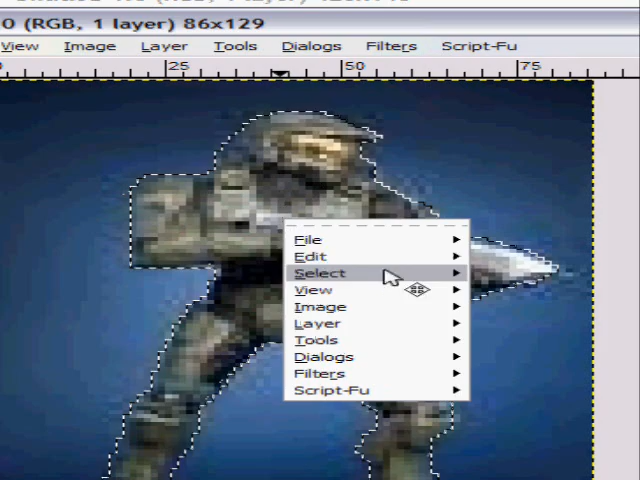 0 (RGB, 1 layer) 86x129
View Image Layer Tools Dialogs Filters Script-Fu
25 50 75
File
Edit
Select
View
Image
Layer
Tools
Dialogs
Filters
Script-Fu